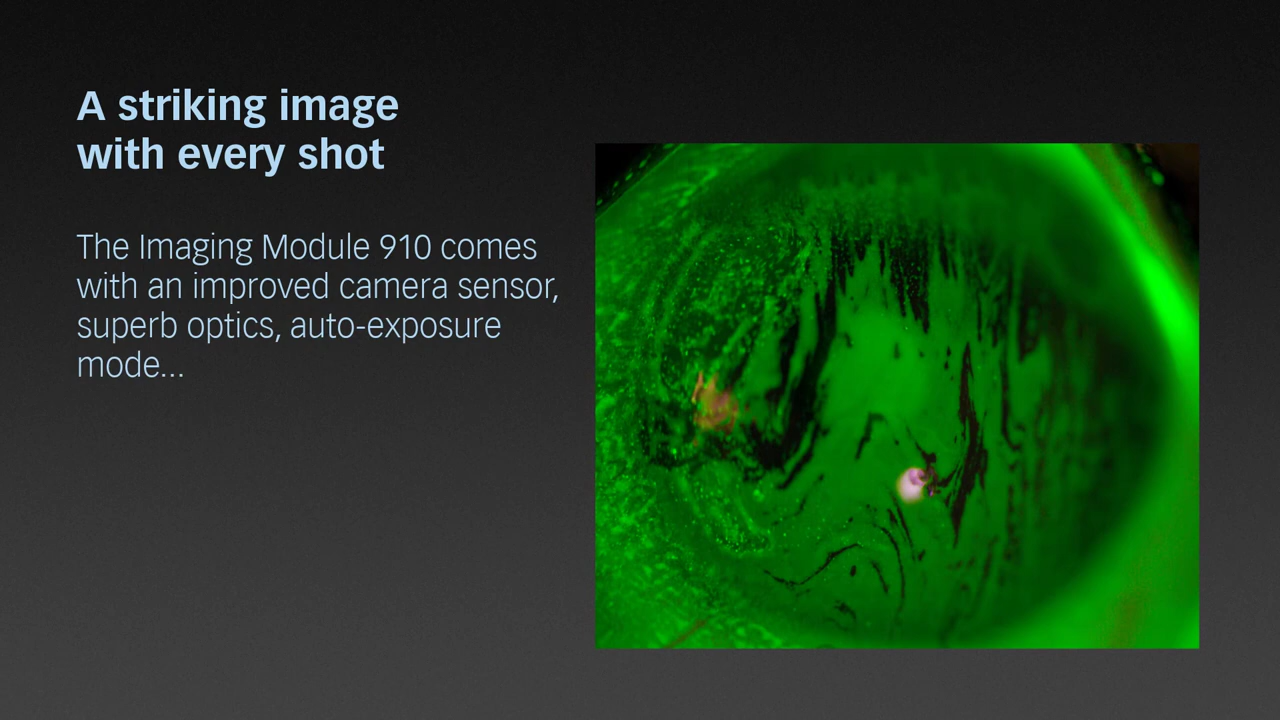 A striking image
with every shot
The Imaging Module 910 comes
with an improved camera sensor,
superb optics, auto-exposure
mode...